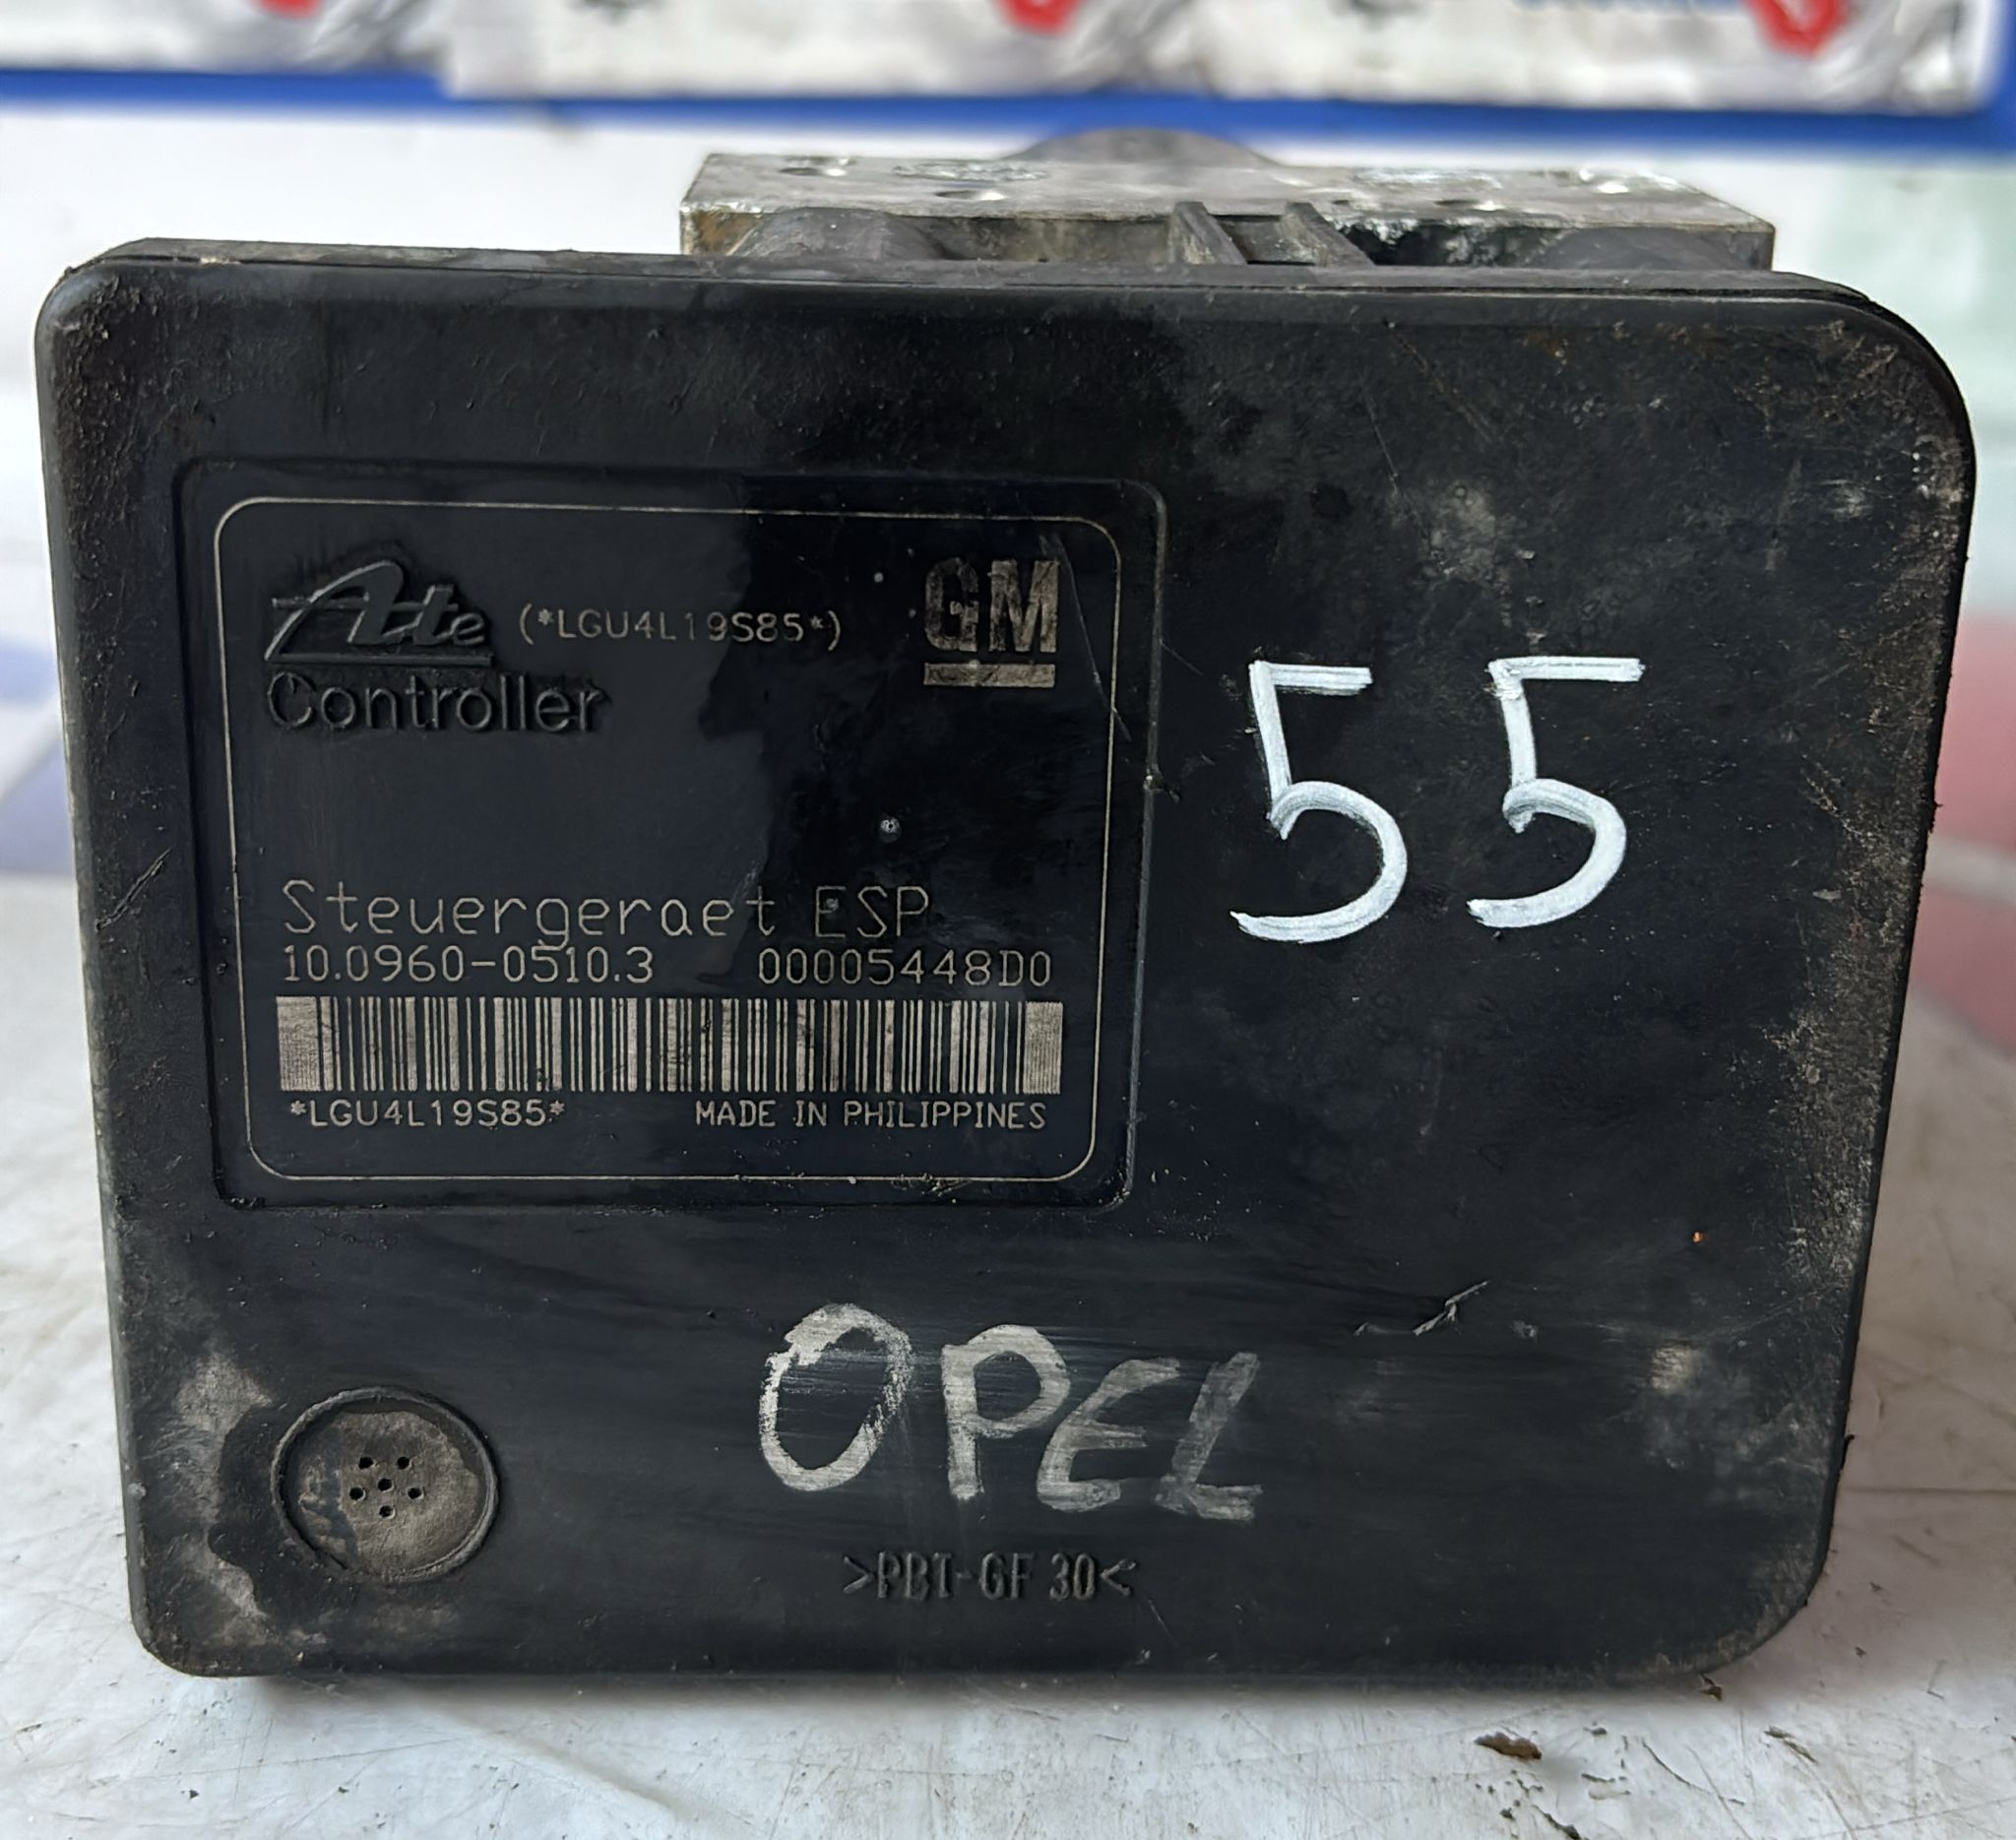 Ate (*LGU4L19S85*) GM
Controller
55
Steuergeraet ESP
10.0960-0510.3 00005448D0
*LGU4L19S85* MADE IN PHILIPPINES
OPEL
>PBT-GF 30<